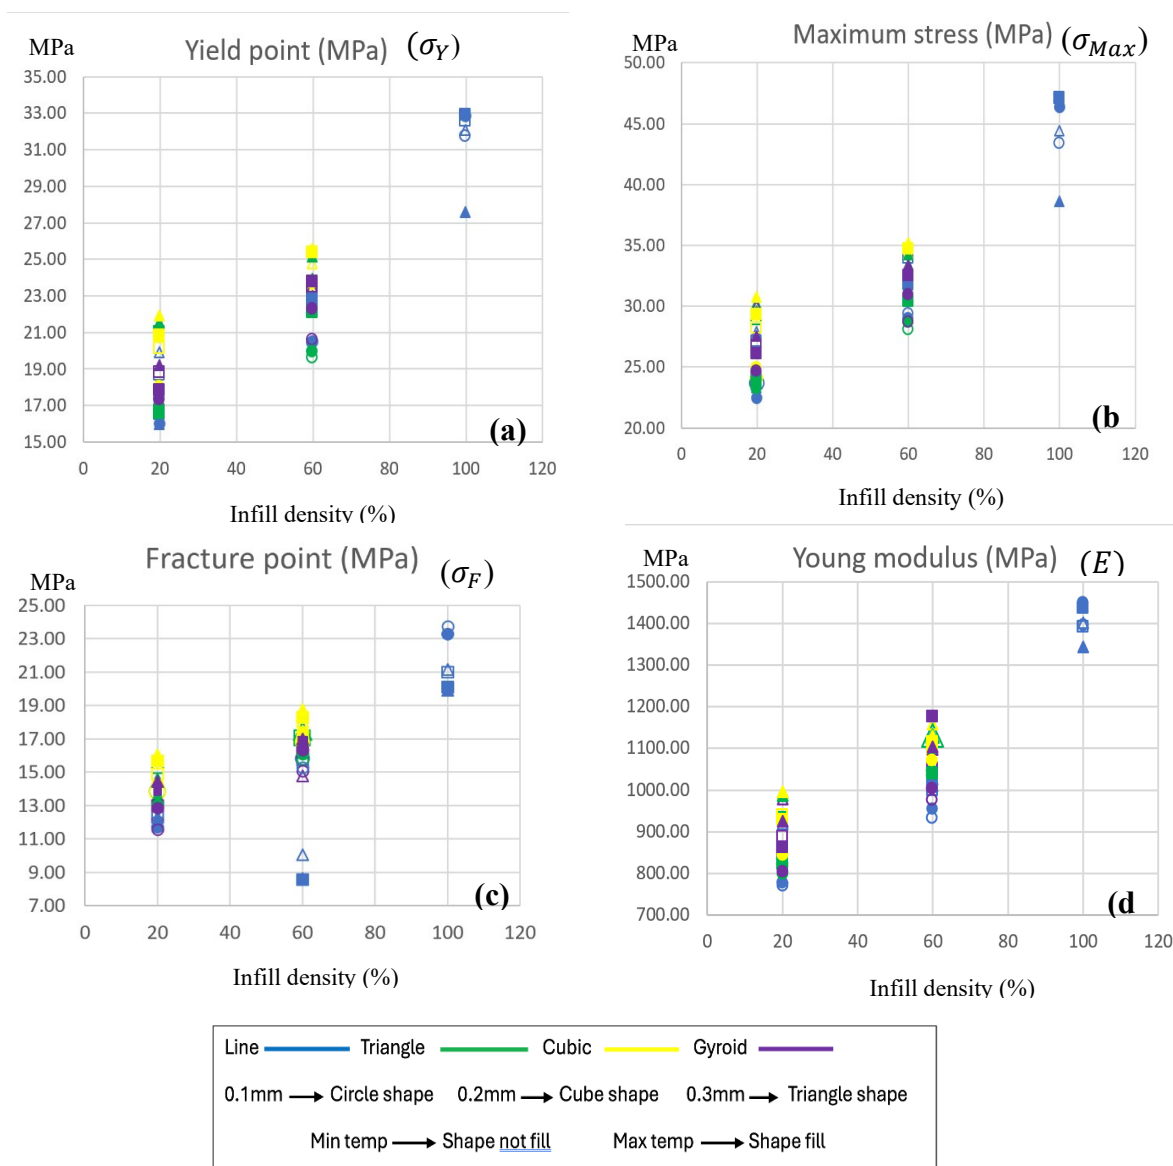 MPa Yield point (MPa) (σ_Y)
35.00
33.00
31.00
29.00
27.00
25.00
23.00
21.00
19.00
17.00
15.00
(a)
0 20 40 60 80 100 120
Infill density (%)
MPa Maximum stress (MPa) (σ_Max)
50.00
45.00
40.00
35.00
30.00
25.00
20.00
(b
0 20 40 60 80 100 120
Infill density (%)
MPa Fracture point (MPa) (σ_F)
25.00
23.00
21.00
19.00
17.00
15.00
13.00
11.00
9.00
7.00
(c)
0 20 40 60 80 100 120
Infill density (%)
MPa Young modulus (MPa) (E)
1500.00
1400.00
1300.00
1200.00
1100.00
1000.00
900.00
800.00
700.00
(d
0 20 40 60 80 100 120
Infill density (%)
Line Triangle Cubic Gyroid
0.1mm → Circle shape 0.2mm → Cube shape 0.3mm → Triangle shape
Min temp → Shape not fill Max temp → Shape fill